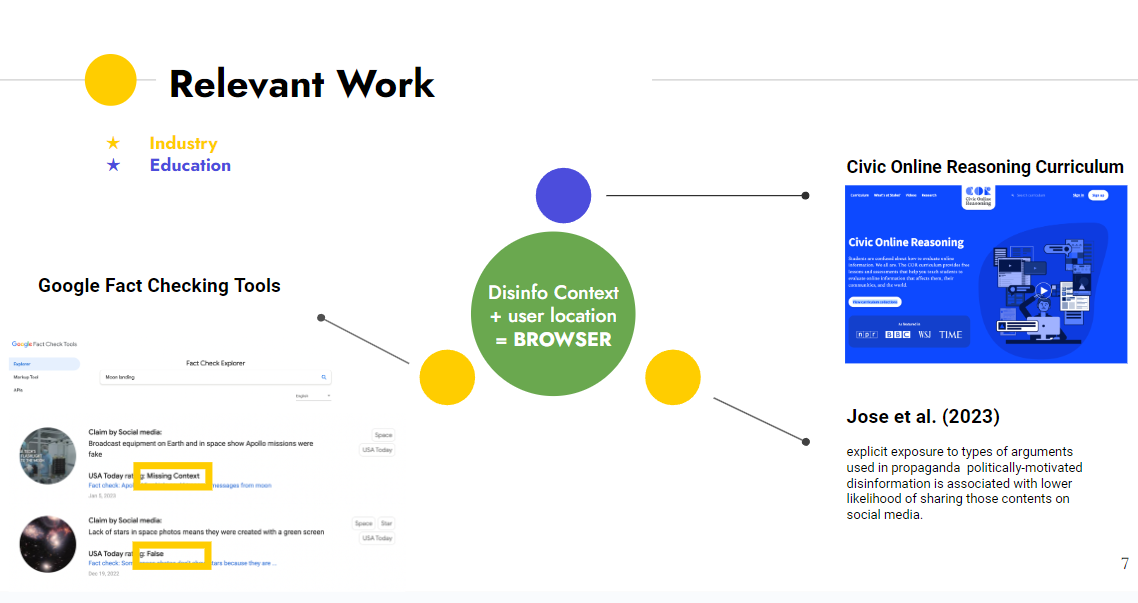 Relevant Work
★ Industry
★ Education
Google Fact Checking Tools
Google Fact Check Tools
Explorer
Markup Tool
APIs
Fact Check Explorer
Moon landing
English
Claim by Social media:
Broadcast equipment on Earth and in space show Apollo missions were
fake
Space
USA Today
USA Today rating: Missing Context
Fact check: messages from moon
Jan 3, 2023
Claim by Social media:
Lack of stars in space photos means they were created with a green screen
Space Star
USA Today
USA Today rating: False
Fact check: stars because they are ...
Dec 19, 2022
Disinfo Context
+ user location
= BROWSER
Civic Online Reasoning Curriculum
Curriculum What's at Stake? Videos Research
COR
Civic Online
Reasoning
Sign in Sign up
Civic Online Reasoning
Students are confused about how to evaluate online
information. We all are. The COR curriculum provides free
lessons and assessments that help you teach students to
evaluate online information that affects them, their
communities, and the world.
As featured in
npr BBC WSJ TIME
Jose et al. (2023)
explicit exposure to types of arguments
used in propaganda politically-motivated
disinformation is associated with lower
likelihood of sharing those contents on
social media.
7